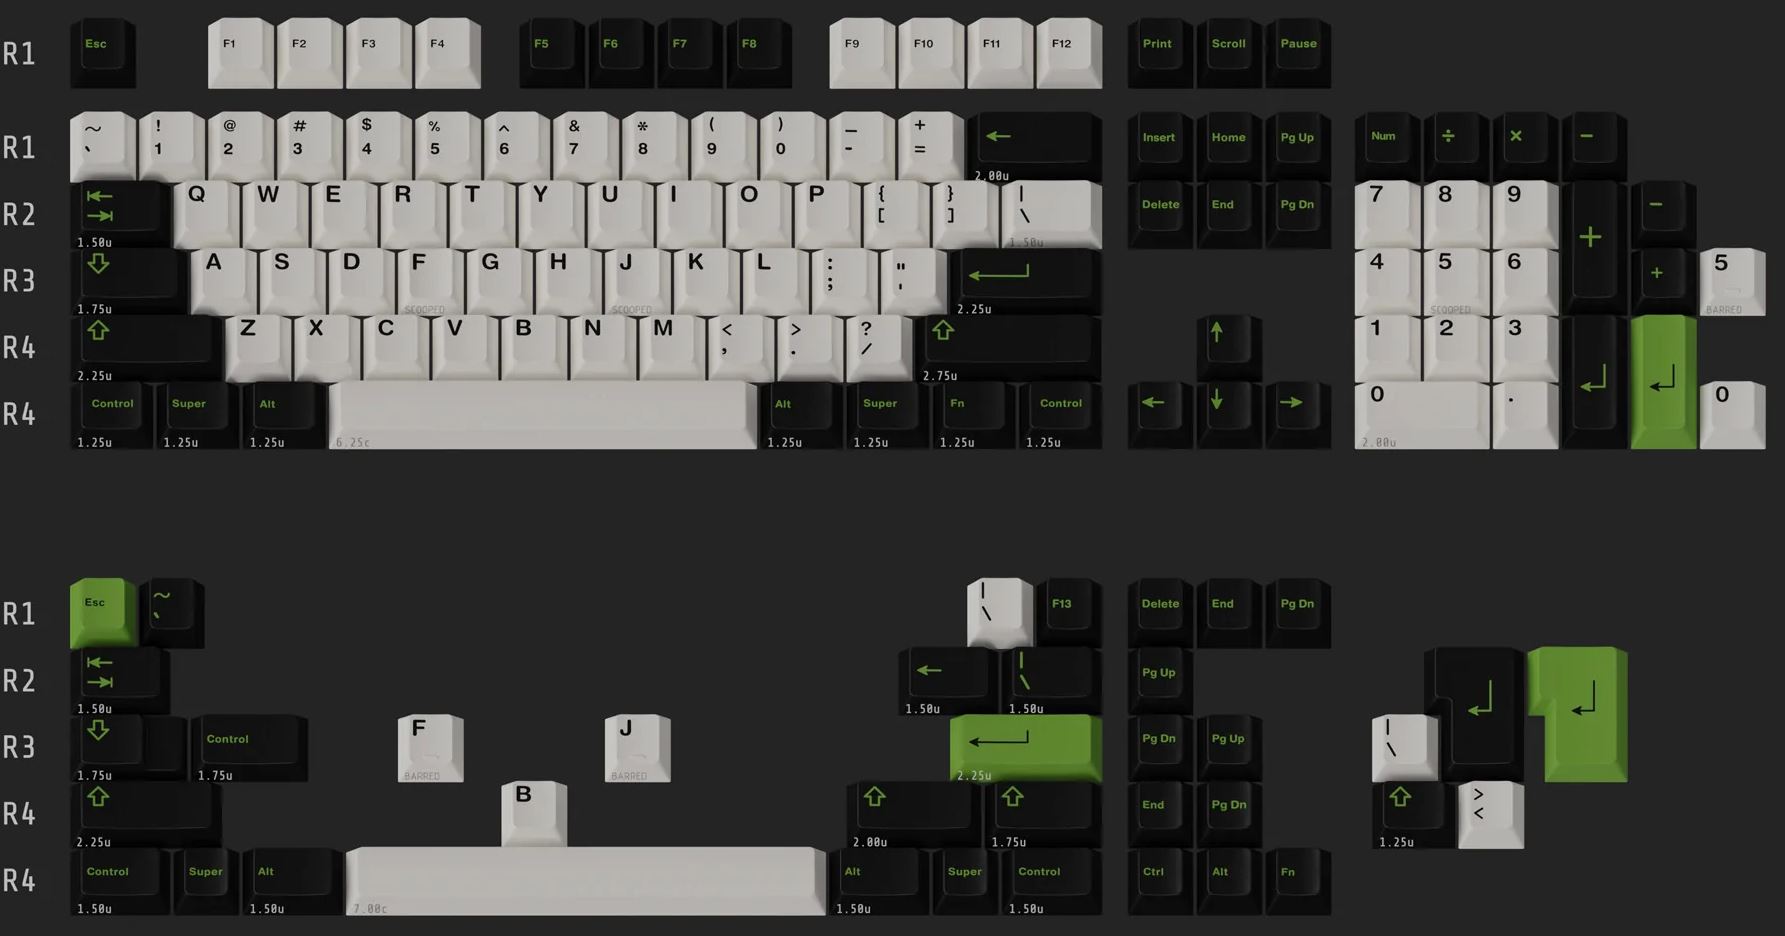 R1 Esc F1 F2 F3 F4 F5 F6 F7 F8 F9 F10 F11 F12 Print Scroll Pause
~ ! @ # $ % ^ & * ( ) _ +
R1 ` 1 2 3 4 5 6 7 8 9 0 - = ← Insert Home Pg Up Num ÷ × −
2.00u
Q W E R T Y U I O P { } | 7 8 9
R2 ⇤ ⇥ [ ] \ Delete End Pg Dn + −
1.50u 1.50u
A S D F G H J K L : " 4 5 6 5
R3 ⇩ ; ' ↵ +
1.75u SCOOPED SCOOPED 2.25u SCOOPED BARRED
Z X C V B N M < > ? 1 2 3
R4 ⇧ , . / ⇧ ↑
2.25u 2.75u
0 . ↵ ↵ 0
R4 Control Super Alt Alt Super Fn Control ← ↓ →
1.25u 1.25u 1.25u 6.25c 1.25u 1.25u 1.25u 1.25u 2.00u
R1 Esc ~ | F13 Delete End Pg Dn
` \
R2 ⇤ ⇥ ← | Pg Up
\
1.50u 1.50u 1.50u
R3 ⇩ Control F J ↵ Pg Dn Pg Up | ↵ ↵
\
1.75u 1.75u BARRED BARRED 2.25u
R4 ⇧ B ⇧ ⇧ End Pg Dn ⇧ >
<
2.25u 2.00u 1.75u 1.25u
R4 Control Super Alt Alt Super Control Ctrl Alt Fn
1.50u 1.50u 7.00c 1.50u 1.50u